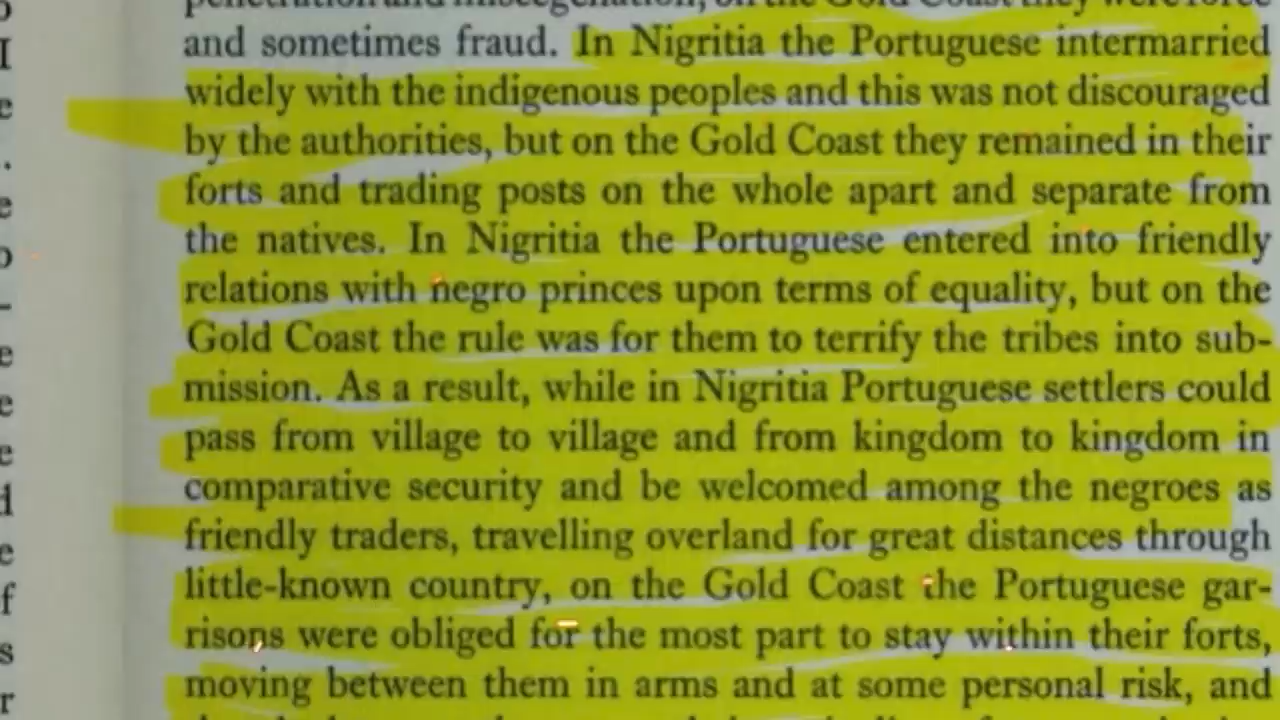 penetration and miscegenation, on the Gold Coast they were force
and sometimes fraud. In Nigritia the Portuguese intermarried
widely with the indigenous peoples and this was not discouraged
by the authorities, but on the Gold Coast they remained in their
forts and trading posts on the whole apart and separate from
the natives. In Nigritia the Portuguese entered into friendly
relations with negro princes upon terms of equality, but on the
Gold Coast the rule was for them to terrify the tribes into sub-
mission. As a result, while in Nigritia Portuguese settlers could
pass from village to village and from kingdom to kingdom in
comparative security and be welcomed among the negroes as
friendly traders, travelling overland for great distances through
little-known country, on the Gold Coast the Portuguese gar-
risons were obliged for the most part to stay within their forts,
moving between them in arms and at some personal risk, and